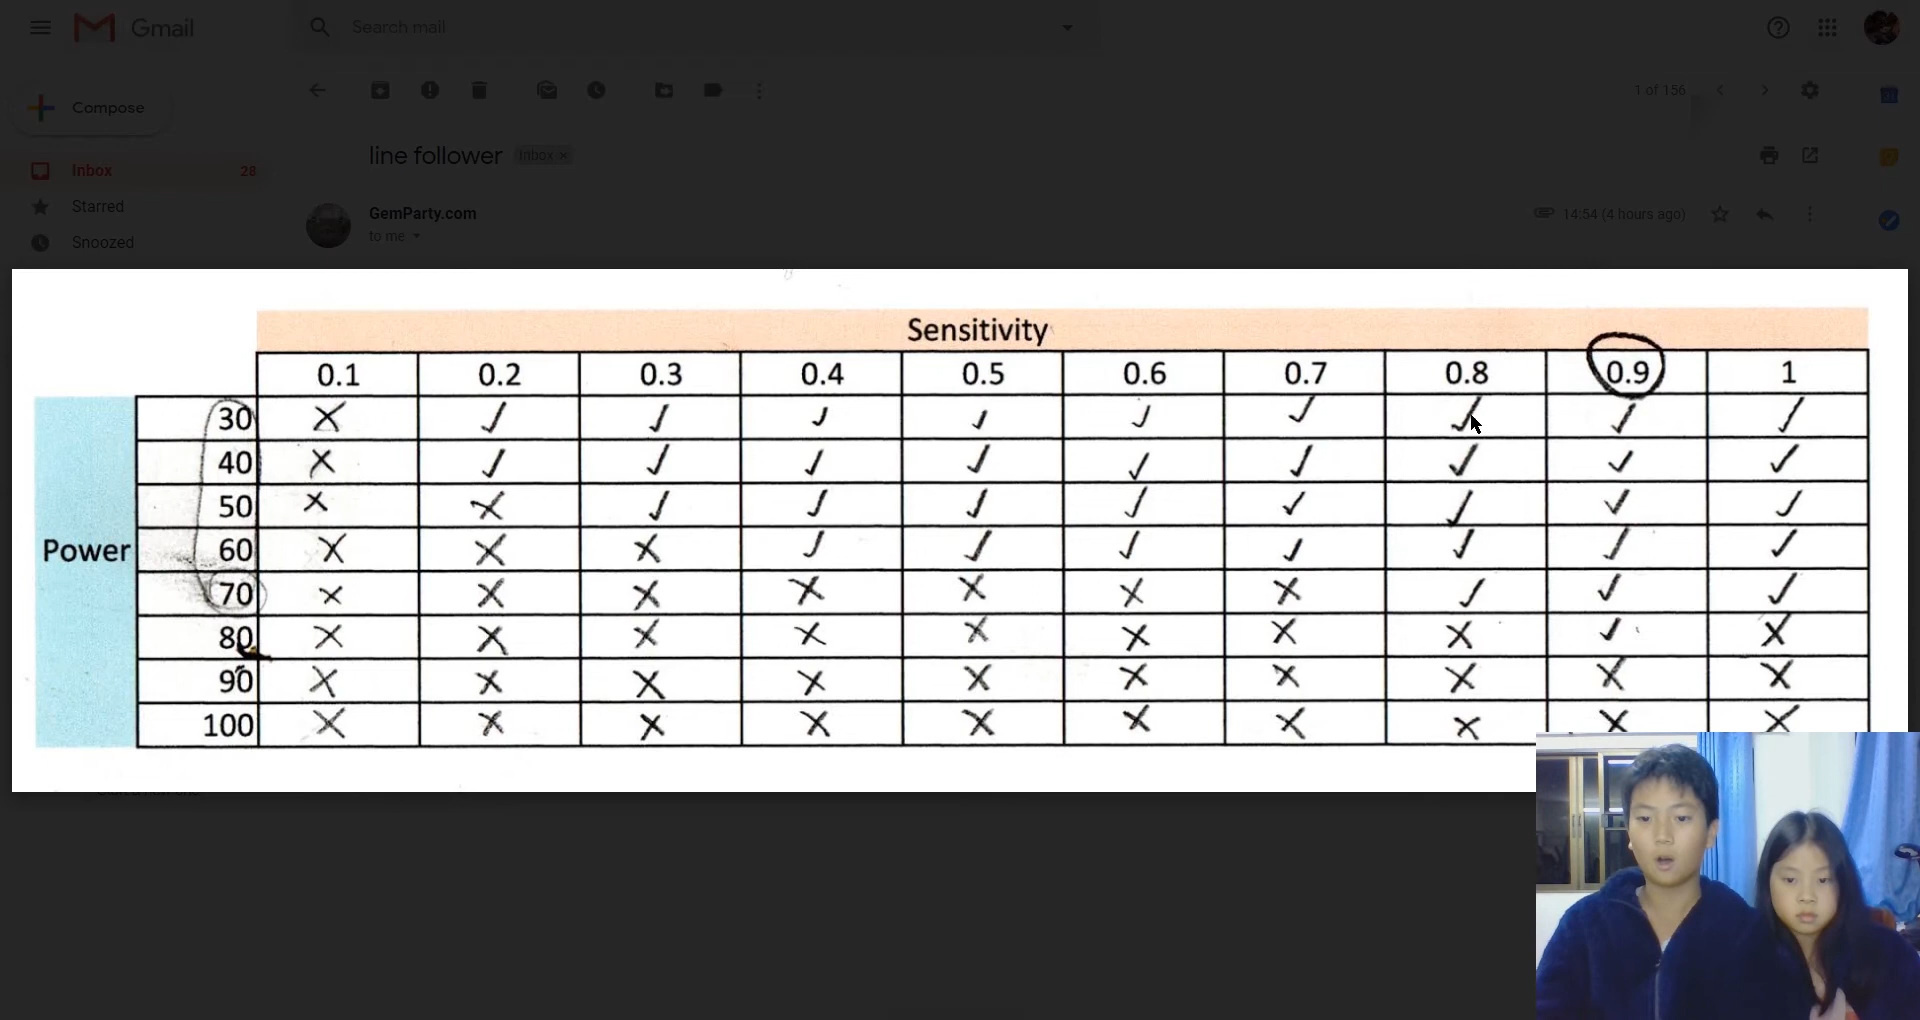 Gmail
Search mail
Compose
1 of 156
line follower Inbox ×
Inbox 28
Starred
GemParty.com
14:54 (4 hours ago)
to me
Snoozed
Sensitivity
0.1 0.2 0.3 0.4 0.5 0.6 0.7 0.8 0.9 1
30 X ✓ ✓ ✓ ✓ ✓ ✓ ✓ ✓ ✓
40 X ✓ ✓ ✓ ✓ ✓ ✓ ✓ ✓ ✓
50 X X ✓ ✓ ✓ ✓ ✓ ✓ ✓ ✓
Power 60 X X X ✓ ✓ ✓ ✓ ✓ ✓ ✓
70 X X X X X X X ✓ ✓ ✓
80 X X X X X X X X ✓ X
90 X X X X X X X X X X
100 X X X X X X X X X X